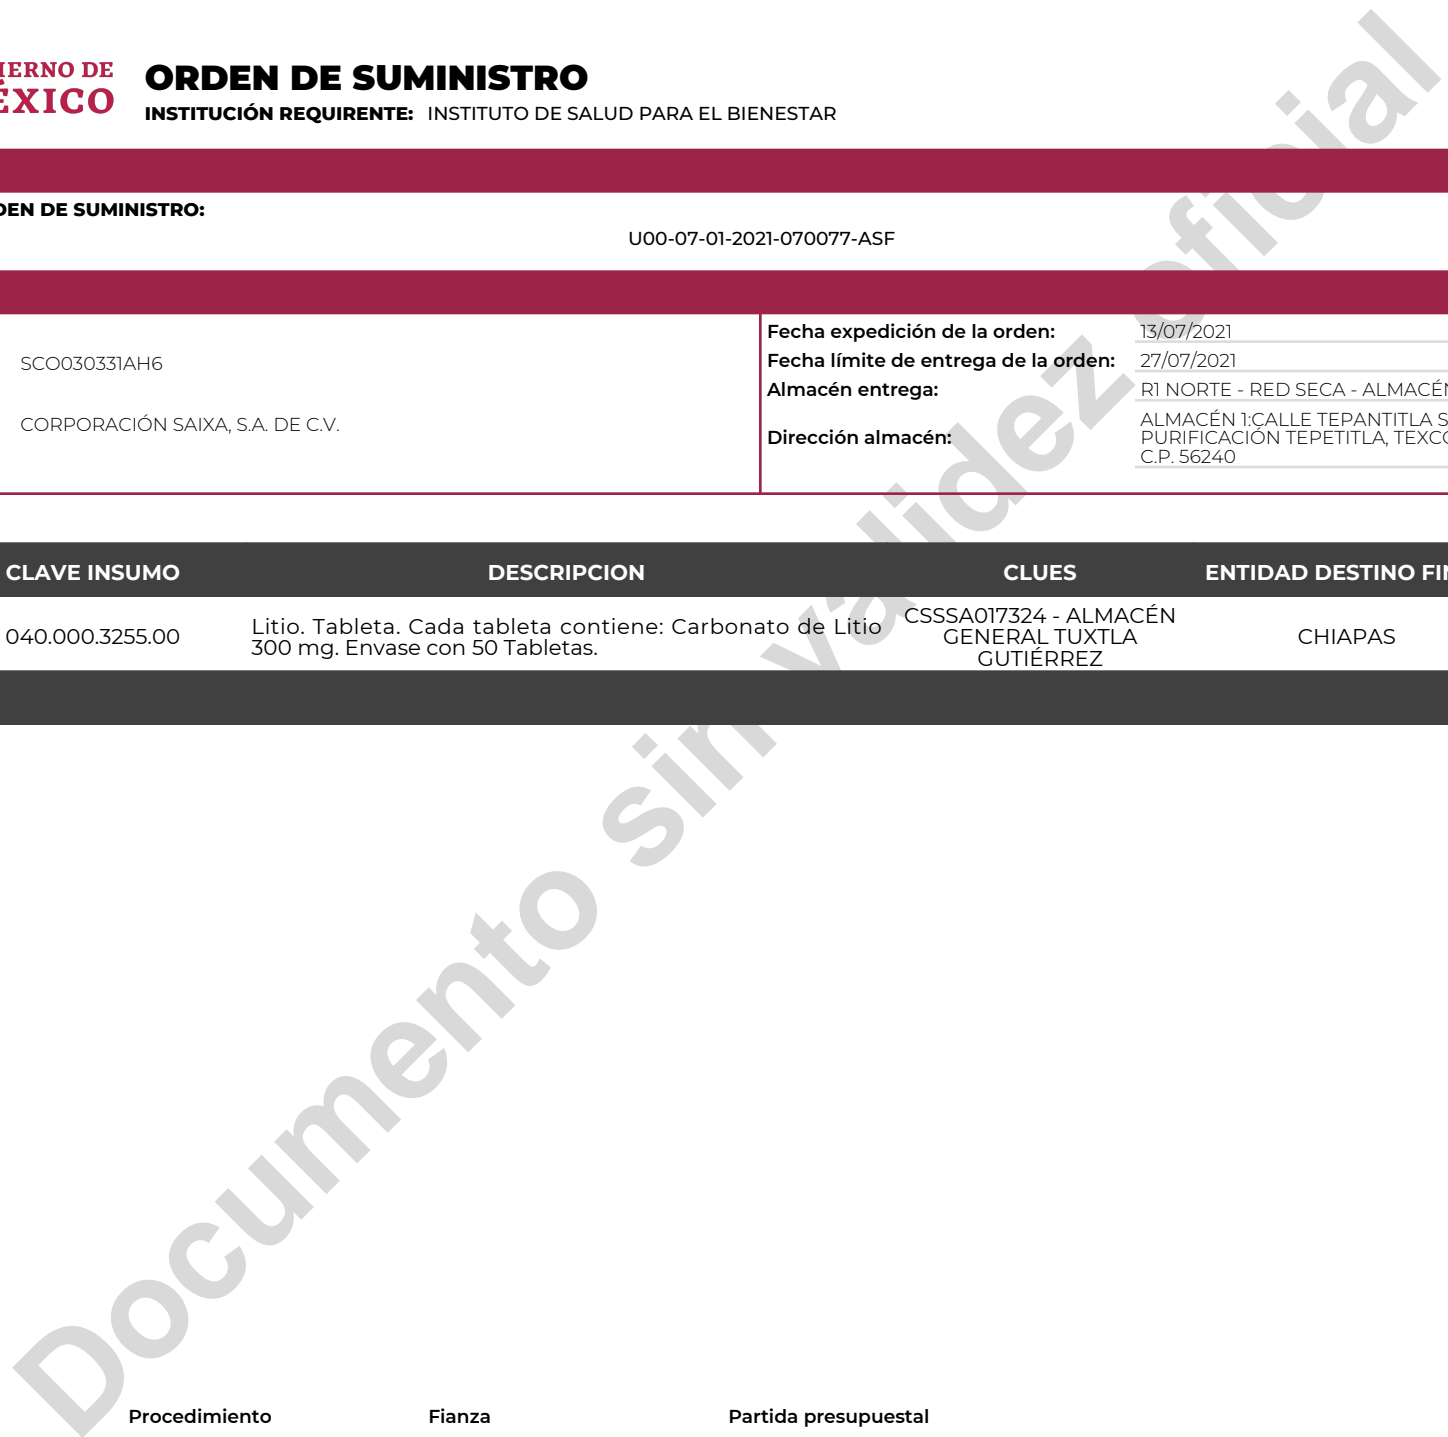 IERNO DE
ÉXICO
ORDEN DE SUMINISTRO
INSTITUCIÓN REQUIRENTE: INSTITUTO DE SALUD PARA EL BIENESTAR
DEN DE SUMINISTRO:
U00-07-01-2021-070077-ASF
SCO030331AH6
CORPORACIÓN SAIXA, S.A. DE C.V.
Fecha expedición de la orden: 13/07/2021
Fecha límite de entrega de la orden: 27/07/2021
Almacén entrega: R1 NORTE - RED SECA - ALMACÉN
Dirección almacén:
ALMACÉN 1:CALLE TEPANTITLA S
PURIFICACIÓN TEPETITLA, TEXCO
C.P. 56240
CLAVE INSUMO DESCRIPCION CLUES ENTIDAD DESTINO FIN
040.000.3255.00
Litio. Tableta. Cada tableta contiene: Carbonato de Litio
300 mg. Envase con 50 Tabletas.
CSSSA017324 - ALMACÉN
GENERAL TUXTLA
GUTIÉRREZ
CHIAPAS
Documento sin validez oficial
Procedimiento Fianza Partida presupuestal